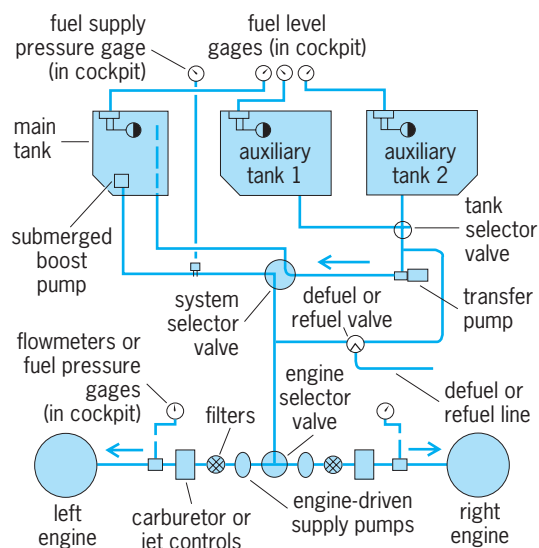 fuel supply
pressure gage
(in cockpit)
fuel level
gages (in cockpit)
main
tank
auxiliary
tank 1
auxiliary
tank 2
submerged
boost
pump
tank
selector
valve
system
selector
valve
defuel or
refuel valve
transfer
pump
flowmeters or
fuel pressure
gages
(in cockpit)
filters
engine
selector
valve
defuel or
refuel line
left
engine
carburetor or
jet controls
engine-driven
supply pumps
right
engine